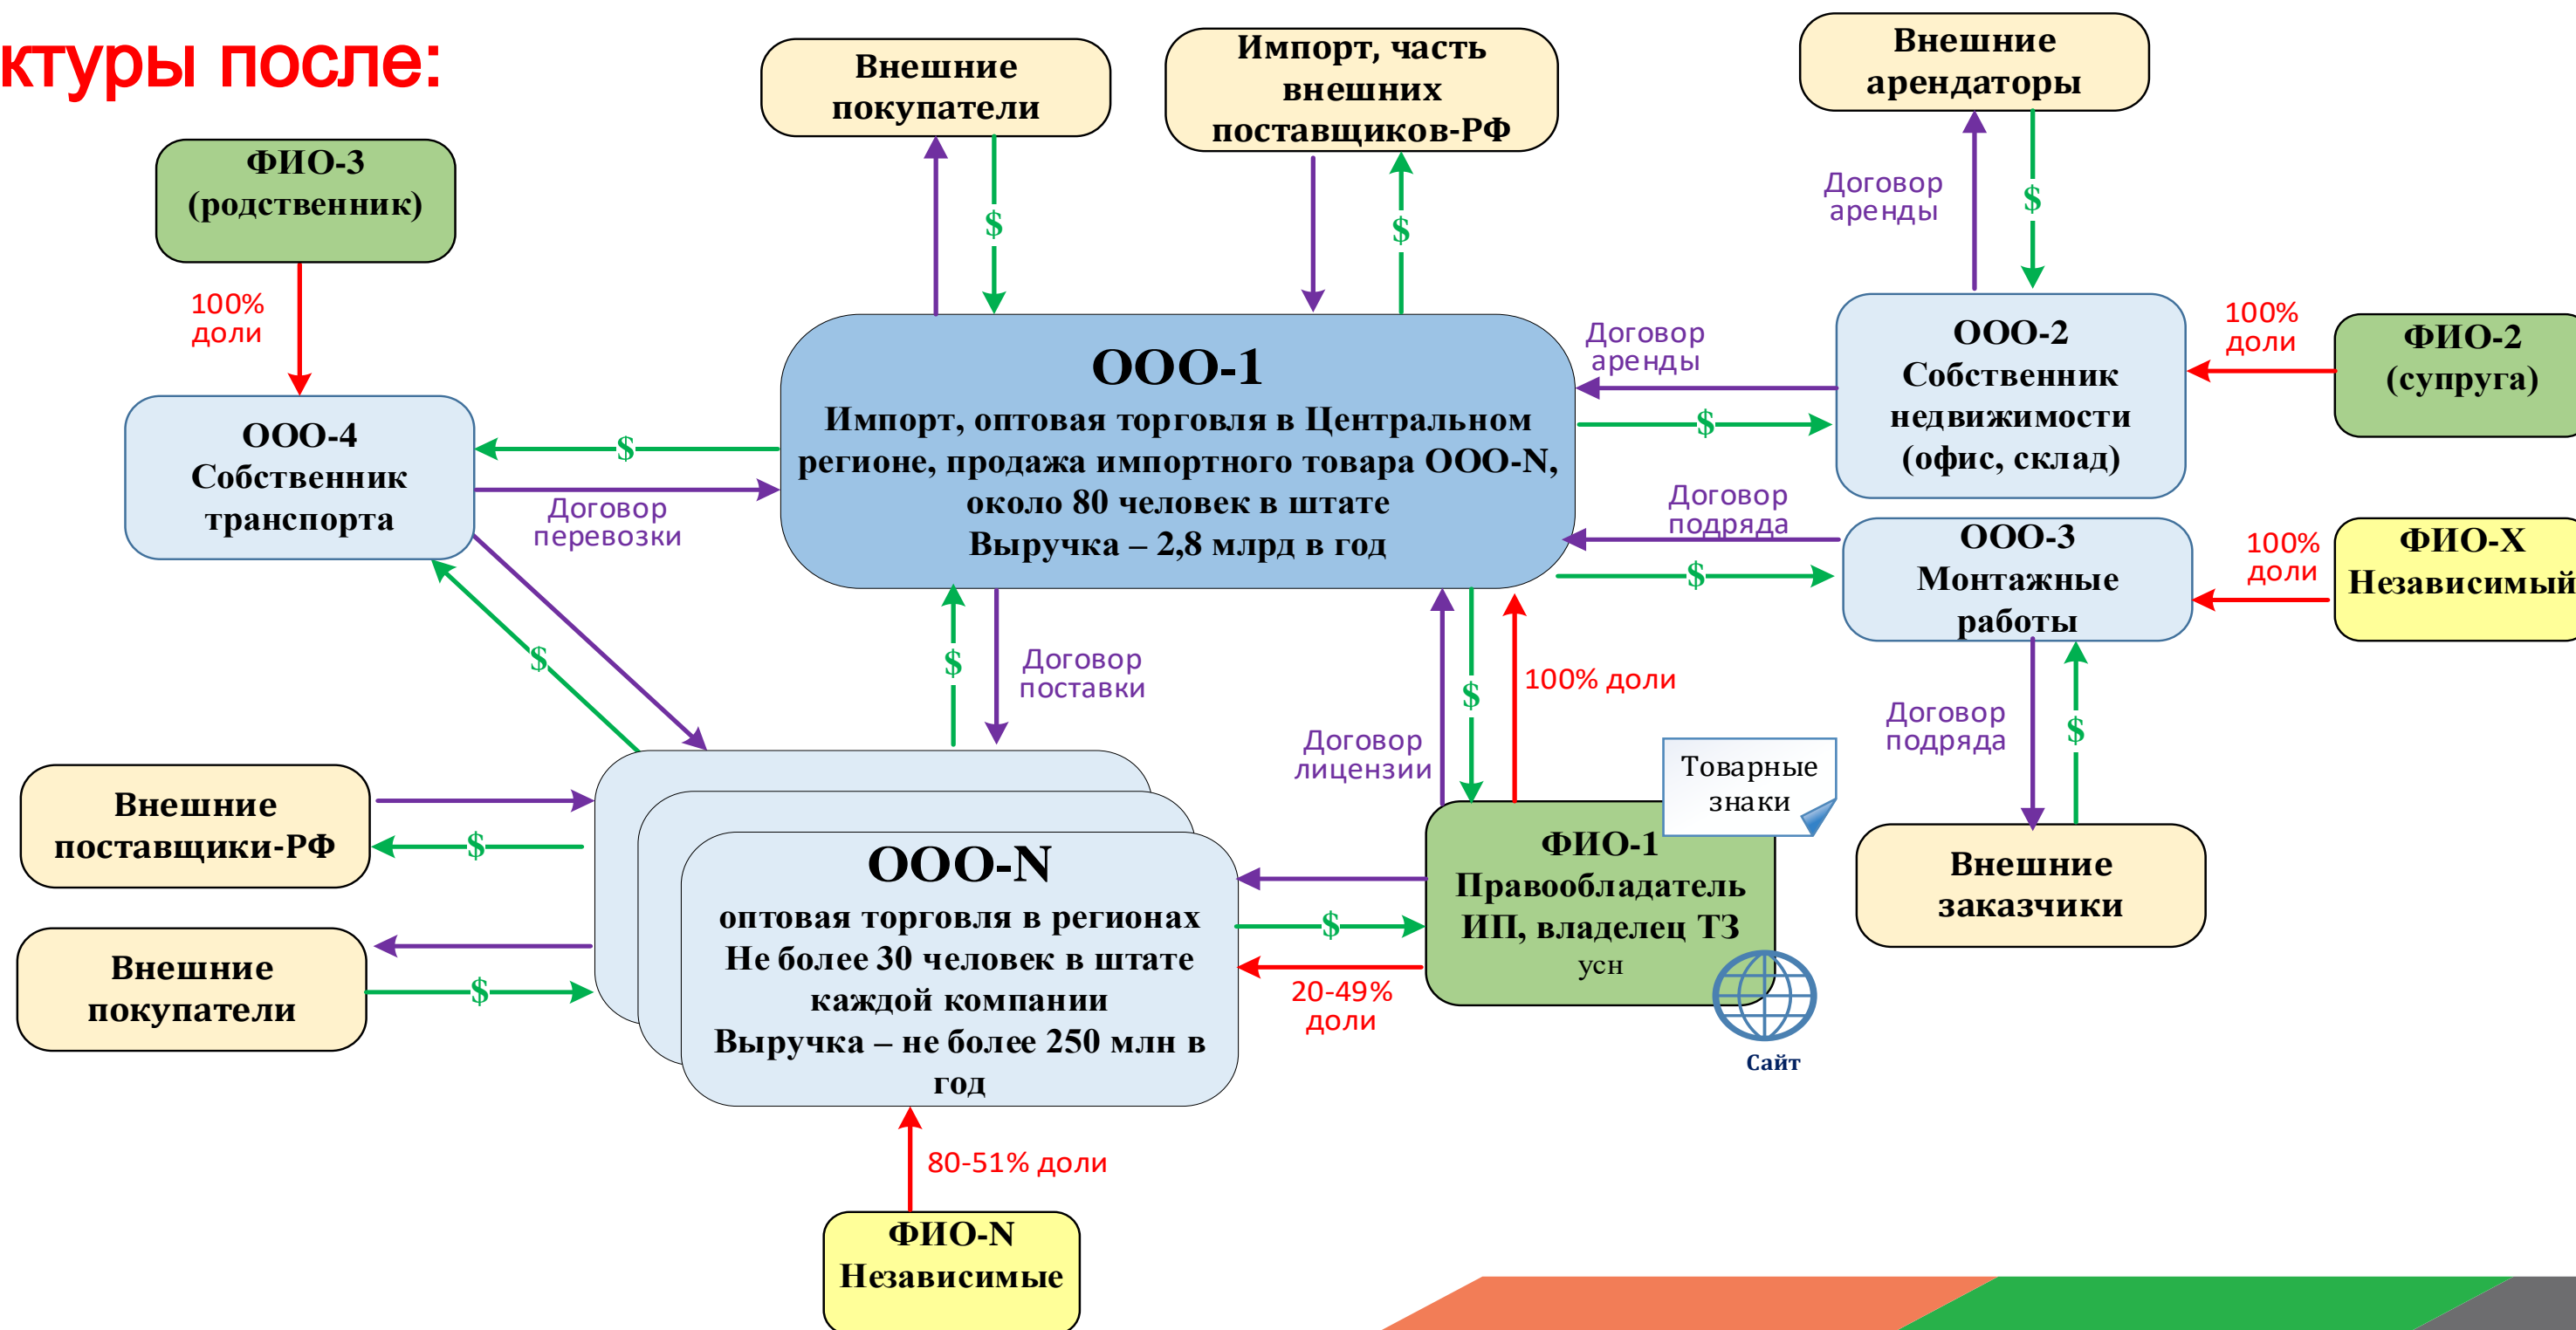 ктуры после:
Внешние
покупатели
Импорт, часть
внешних
поставщиков-РФ
Внешние
арендаторы
ФИО-3
(родственник)
$
$
Договор
аренды
$
100%
доли
ООО-1
Импорт, оптовая торговля в Центральном
регионе, продажа импортного товара ООО-N,
около 80 человек в штате
Выручка – 2,8 млрд в год
Договор
аренды
$
ООО-2
Собственник
недвижимости
(офис, склад)
100%
доли
ФИО-2
(супруга)
ООО-4
Собственник
транспорта
$
Договор
перевозки
Договор
подряда
$
ООО-3
Монтажные
работы
100%
доли
ФИО-X
Независимый
$
$
Договор
поставки
Договор
лицензии
$
100% доли
Товарные
знаки
Договор
подряда
$
Внешние
поставщики-РФ
$
Внешние
покупатели
$
ООО-N
оптовая торговля в регионах
Не более 30 человек в штате
каждой компании
Выручка – не более 250 млн в
год
$
20-49%
доли
ФИО-1
Правообладатель
ИП, владелец ТЗ
усн
Сайт
Внешние
заказчики
80-51% доли
ФИО-N
Независимые